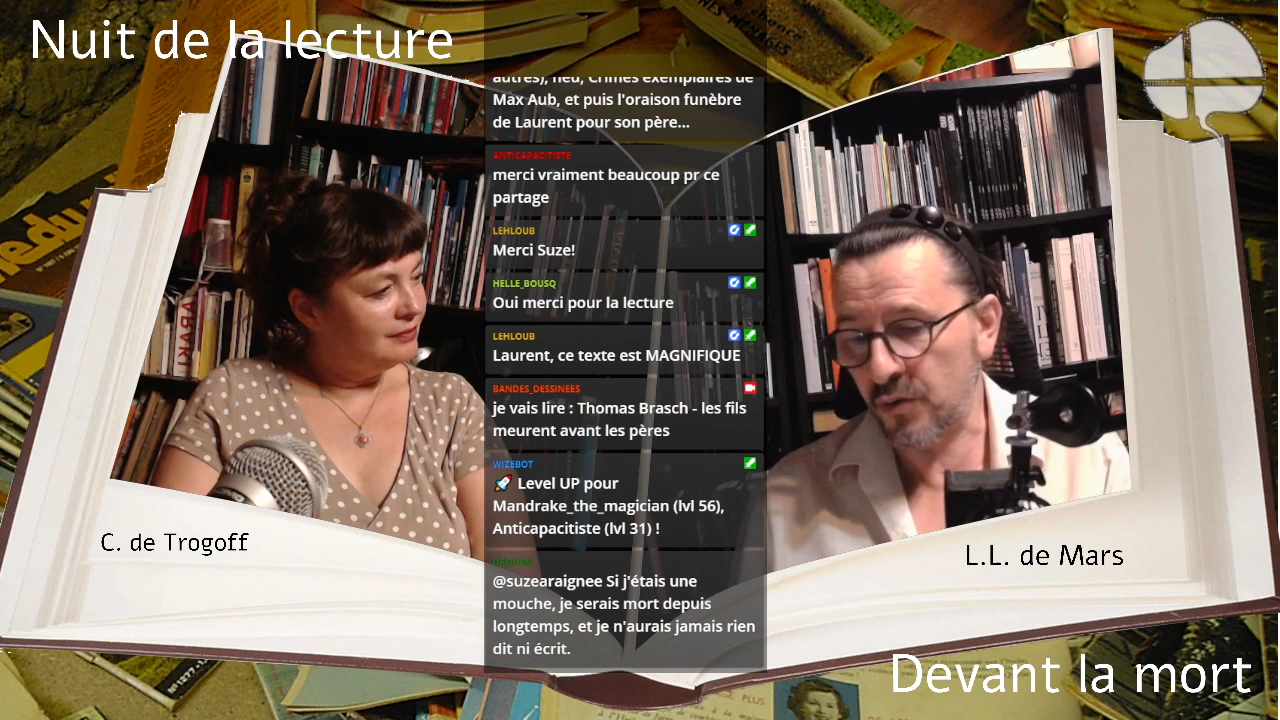 Nuit de la lecture
autres), heu, Crimes exemplaires de
Max Aub, et puis l'oraison funèbre
de Laurent pour son père...
ANTICAPACITISTE
merci vraiment beaucoup pr ce
partage
LEHLOUB
Merci Suze!
HELLE_BOUSQ
Oui merci pour la lecture
LEHLOUB
Laurent, ce texte est MAGNIFIQUE
BANDES_DESSINEES
je vais lire : Thomas Brasch - les fils
meurent avant les pères
WIZEBOT
🚀 Level UP pour
Mandrake_the_magician (lvl 56),
Anticapacitiste (lvl 31) !
@suzearaignee Si j'étais une
mouche, je serais mort depuis
longtemps, et je n'aurais jamais rien
dit ni écrit.
C. de Trogoff
L.L. de Mars
Devant la mort